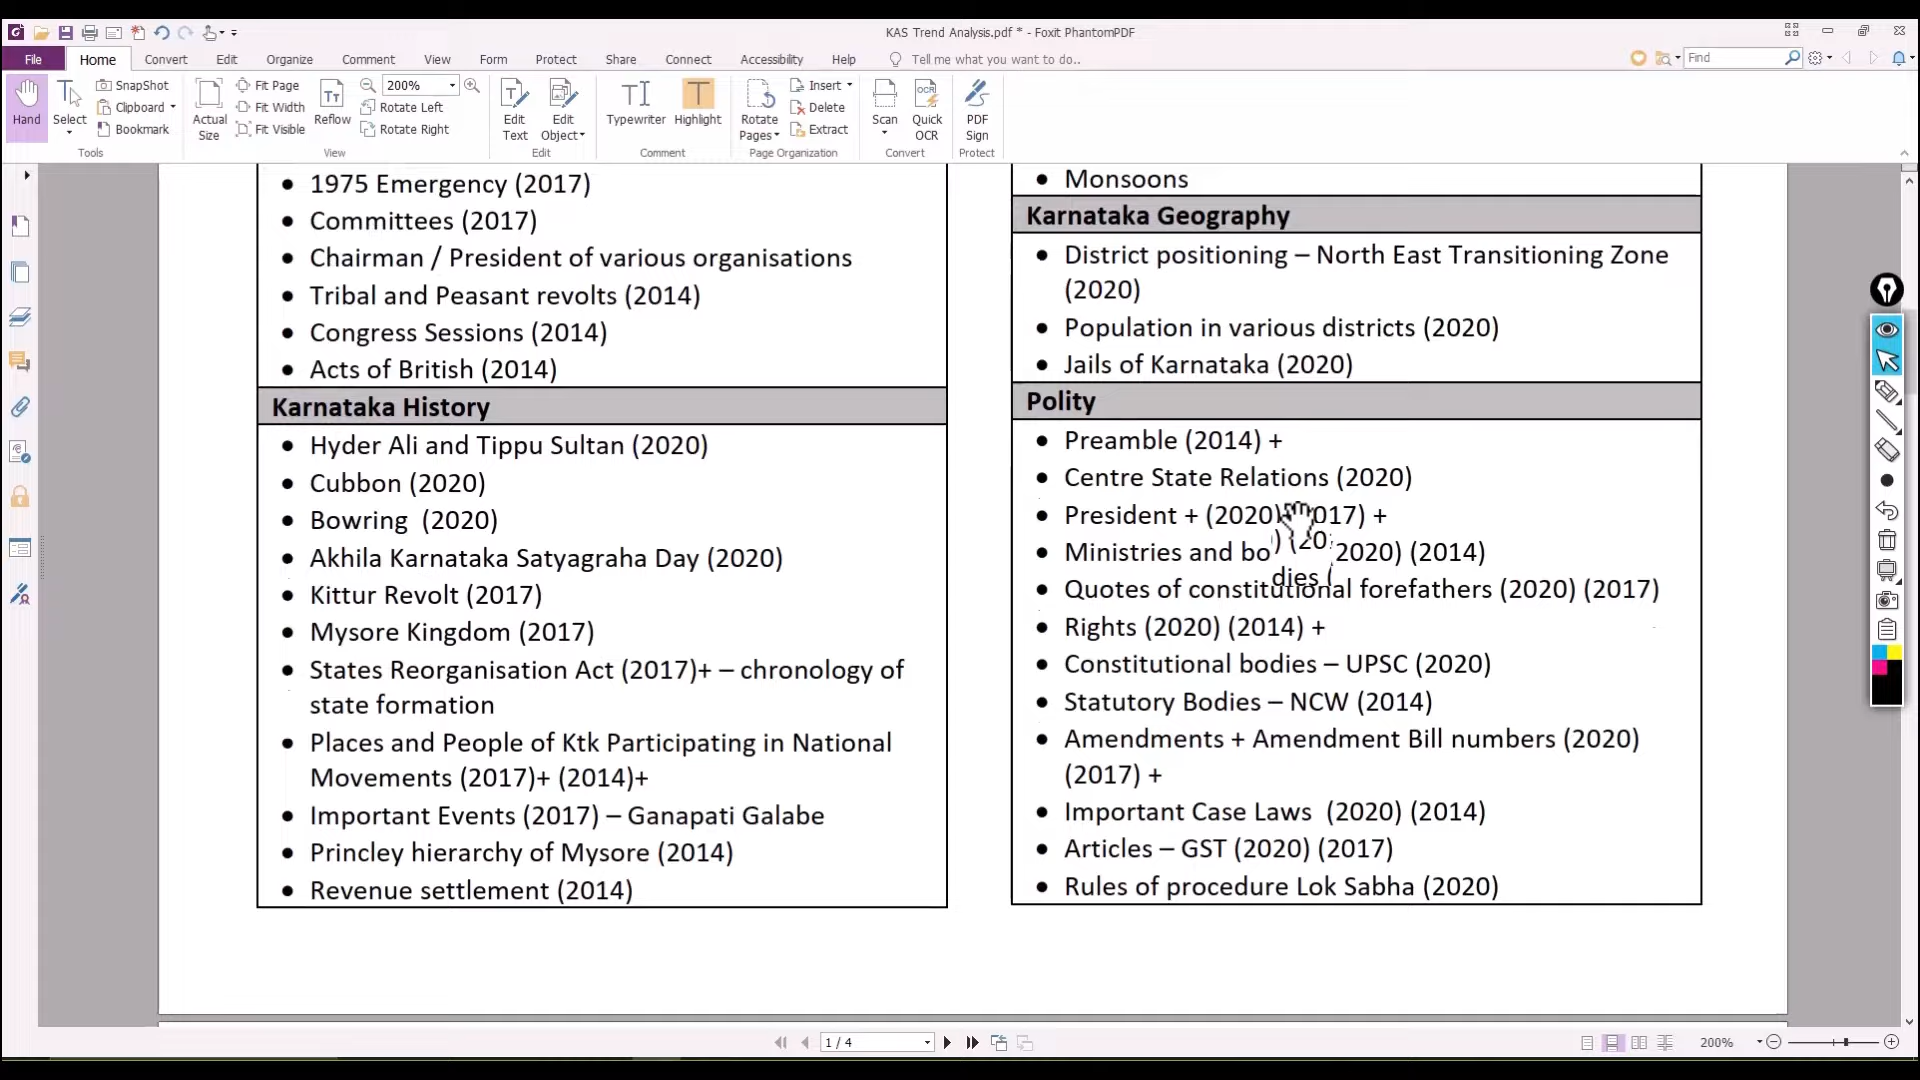 KAS Trend Analysis.pdf * - Foxit PhantomPDF
File Home Convert Edit Organize Comment View Form Protect Share Connect Accessibility Help Tell me what you want to do.. Find
Hand
Select
SnapShot
Clipboard
Bookmark
Tools
Actual Size
Fit Page
Fit Width
Fit Visible
Reflow
200%
Rotate Left
Rotate Right
View
Edit Text
Edit Object
Edit
Typewriter
Highlight
Comment
Rotate Pages
Insert
Delete
Extract
Page Organization
Scan
Quick OCR
Convert
PDF Sign
Protect
• 1975 Emergency (2017)
• Committees (2017)
• Chairman / President of various organisations
• Tribal and Peasant revolts (2014)
• Congress Sessions (2014)
• Acts of British (2014)
Karnataka History
• Hyder Ali and Tippu Sultan (2020)
• Cubbon (2020)
• Bowring (2020)
• Akhila Karnataka Satyagraha Day (2020)
• Kittur Revolt (2017)
• Mysore Kingdom (2017)
• States Reorganisation Act (2017)+ – chronology of
state formation
• Places and People of Ktk Participating in National
Movements (2017)+ (2014)+
• Important Events (2017) – Ganapati Galabe
• Princley hierarchy of Mysore (2014)
• Revenue settlement (2014)
• Monsoons
Karnataka Geography
• District positioning – North East Transitioning Zone
(2020)
• Population in various districts (2020)
• Jails of Karnataka (2020)
Polity
• Preamble (2014) +
• Centre State Relations (2020)
• President + (2020) 2017) +
• Ministries and bodies (2020) (2014)
• Quotes of constitutional forefathers (2020) (2017)
• Rights (2020) (2014) +
• Constitutional bodies – UPSC (2020)
• Statutory Bodies – NCW (2014)
• Amendments + Amendment Bill numbers (2020)
(2017) +
• Important Case Laws (2020) (2014)
• Articles – GST (2020) (2017)
• Rules of procedure Lok Sabha (2020)
1 / 4
200%